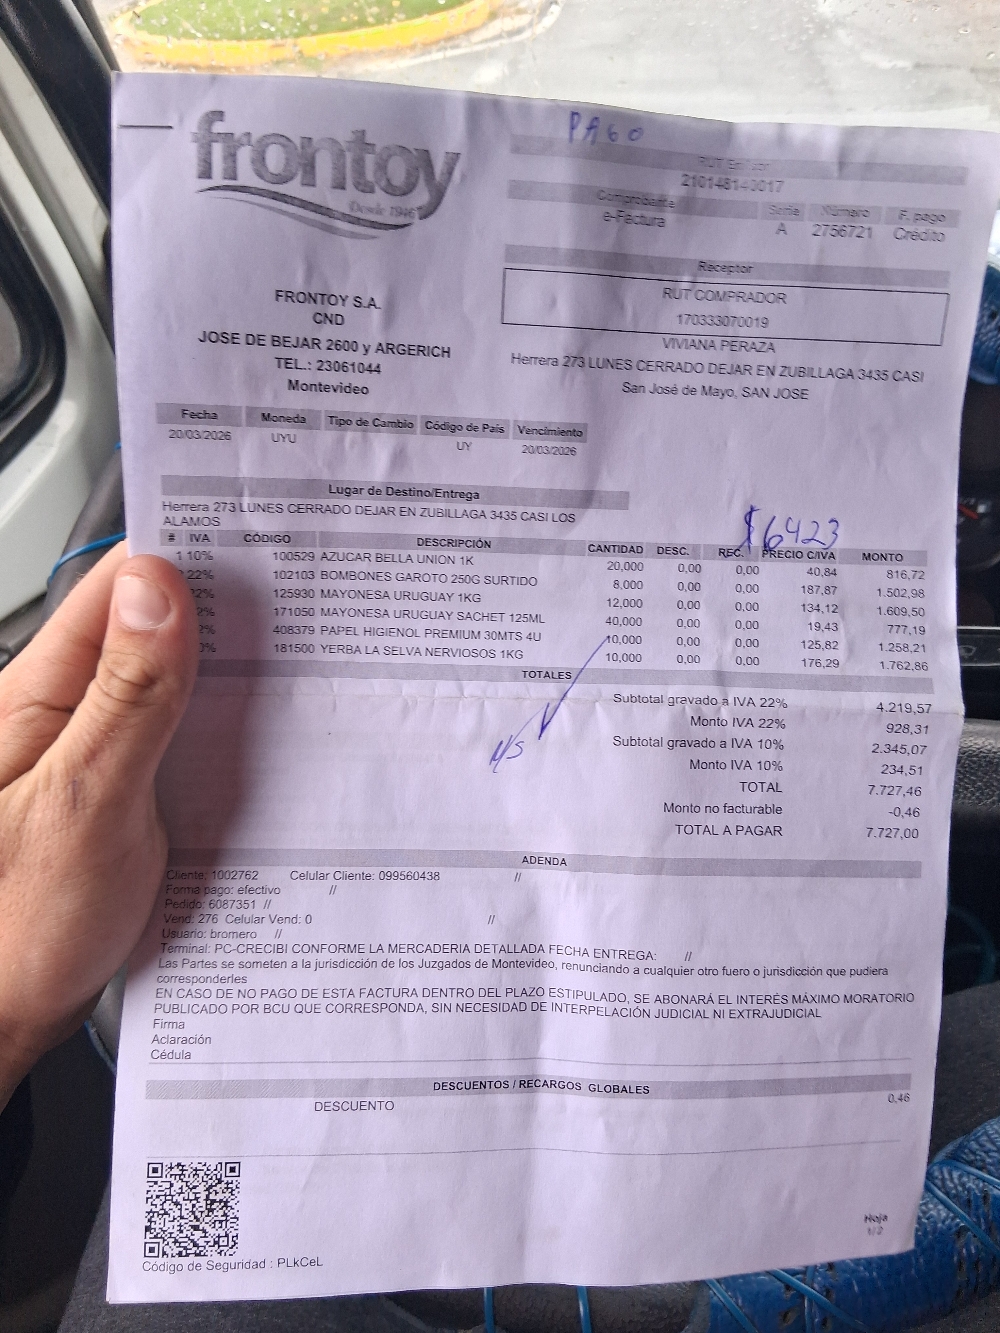 PAGO
frontoy
Desde 1946
RUT Emisor
210148140017
Comprobante Serie Número F. pago
e-Factura A 2756721 Crédito
Receptor
RUT COMPRADOR
170333070019
VIVIANA PERAZA
Herrera 273 LUNES CERRADO DEJAR EN ZUBILLAGA 3435 CASI
San José de Mayo, SAN JOSE
FRONTOY S.A.
CND
JOSE DE BEJAR 2600 y ARGERICH
TEL.: 23061044
Montevideo
Fecha Moneda Tipo de Cambio Código de País Vencimiento
20/03/2026 UYU UY 20/03/2026
Lugar de Destino/Entrega
Herrera 273 LUNES CERRADO DEJAR EN ZUBILLAGA 3435 CASI LOS
ALAMOS
$6423
# IVA CÓDIGO DESCRIPCIÓN CANTIDAD DESC. REC. PRECIO C/IVA MONTO
1 10% 100529 AZUCAR BELLA UNION 1K 20,000 0,00 0,00 40,84 816,72
22% 102103 BOMBONES GAROTO 250G SURTIDO 8,000 0,00 0,00 187,87 1.502,98
2% 125930 MAYONESA URUGUAY 1KG 12,000 0,00 0,00 134,12 1.609,50
2% 171050 MAYONESA URUGUAY SACHET 125ML 40,000 0,00 0,00 19,43 777,19
2% 408379 PAPEL HIGIENOL PREMIUM 30MTS 4U 10,000 0,00 0,00 125,82 1.258,21
% 181500 YERBA LA SELVA NERVIOSOS 1KG 10,000 0,00 0,00 176,29 1.762,86
TOTALES
Subtotal gravado a IVA 22% 4.219,57
Monto IVA 22% 928,31
Subtotal gravado a IVA 10% 2.345,07
Monto IVA 10% 234,51
TOTAL 7.727,46
Monto no facturable -0,46
TOTAL A PAGAR 7.727,00
ADENDA
Cliente: 1002762 Celular Cliente: 099560438 //
Forma pago: efectivo //
Pedido: 6087351 //
Vend: 276 Celular Vend: 0 //
Usuario: bromero //
Terminal: PC-CRECIBI CONFORME LA MERCADERIA DETALLADA FECHA ENTREGA: //
Las Partes se someten a la jurisdicción de los Juzgados de Montevideo, renunciando a cualquier otro fuero o jurisdicción que pudiera
corresponderles
EN CASO DE NO PAGO DE ESTA FACTURA DENTRO DEL PLAZO ESTIPULADO, SE ABONARÁ EL INTERÉS MÁXIMO MORATORIO
PUBLICADO POR BCU QUE CORRESPONDA, SIN NECESIDAD DE INTERPELACIÓN JUDICIAL NI EXTRAJUDICIAL
Firma
Aclaración
Cédula
DESCUENTOS / RECARGOS GLOBALES
DESCUENTO 0,46
Hoja
Código de Seguridad : PLkCeL